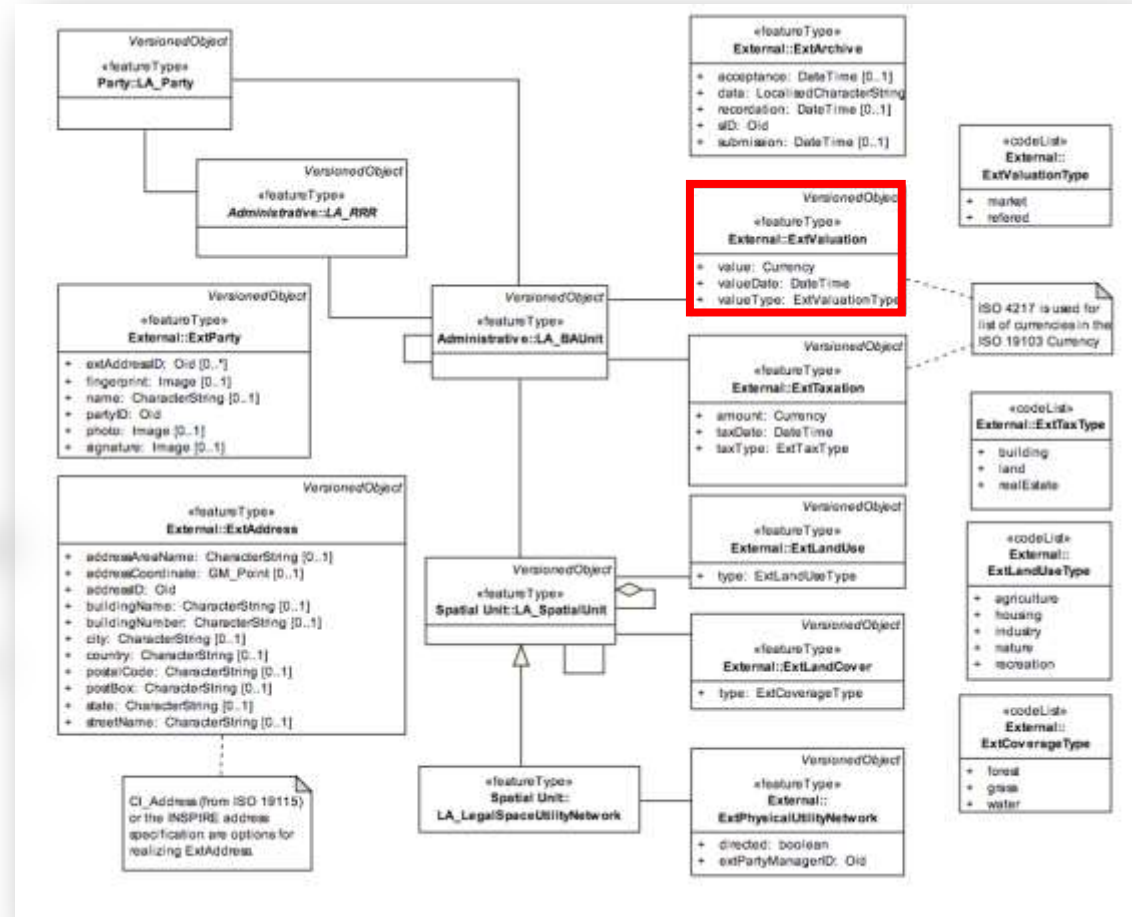 VersionedObject
«featureType»
Party::LA_Party
VersionedObject
«featureType»
Administrative::LA_RRR
VersionedObject
«featureType»
External::ExtParty
+ extAddressID: Oid [0..*]
+ fingerprint: Image [0..1]
+ name: CharacterString [0..1]
+ partyID: Oid
+ photo: Image [0..1]
+ signature: Image [0..1]
VersionedObject
«featureType»
External::ExtAddress
+ addressAreaName: CharacterString [0..1]
+ addressCoordinate: GM_Point [0..1]
+ addressID: Oid
+ buildingName: CharacterString [0..1]
+ buildingNumber: CharacterString [0..1]
+ city: CharacterString [0..1]
+ country: CharacterString [0..1]
+ postalCode: CharacterString [0..1]
+ postBox: CharacterString [0..1]
+ state: CharacterString [0..1]
+ streetName: CharacterString [0..1]
CI_Address (from ISO 19115)
or the INSPIRE address
specification are options for
realizing ExtAddress
VersionedObject
«featureType»
Administrative::LA_BAUnit
VersionedObject
«featureType»
Spatial Unit::LA_SpatialUnit
«featureType»
Spatial Unit::
LA_LegalSpaceUtilityNetwork
«featureType»
External::ExtArchive
+ acceptance: DateTime [0..1]
+ data: LocalisedCharacterString
+ recordation: DateTime [0..1]
+ sID: Oid
+ submission: DateTime [0..1]
VersionedObject
«featureType»
External::ExtValuation
+ value: Currency
+ valueDate: DateTime
+ valueType: ExtValuationType
VersionedObject
«featureType»
External::ExtTaxation
+ amount: Currency
+ taxDate: DateTime
+ taxType: ExtTaxType
VersionedObject
«featureType»
External::ExtLandUse
+ type: ExtLandUseType
VersionedObject
«featureType»
External::ExtLandCover
+ type: ExtCoverageType
VersionedObject
«featureType»
External::
ExtPhysicalUtilityNetwork
+ directed: boolean
+ extPartyManagerID: Oid
«codeList»
External::
ExtValuationType
+ market
+ refered
ISO 4217 is used for
list of currencies in the
ISO 19103 Currency
«codeList»
External::ExtTaxType
+ building
+ land
+ realEstate
«codeList»
External::
ExtLandUseType
+ agriculture
+ housing
+ industry
+ nature
+ recreation
«codeList»
External::
ExtCoverageType
+ forest
+ grass
+ water